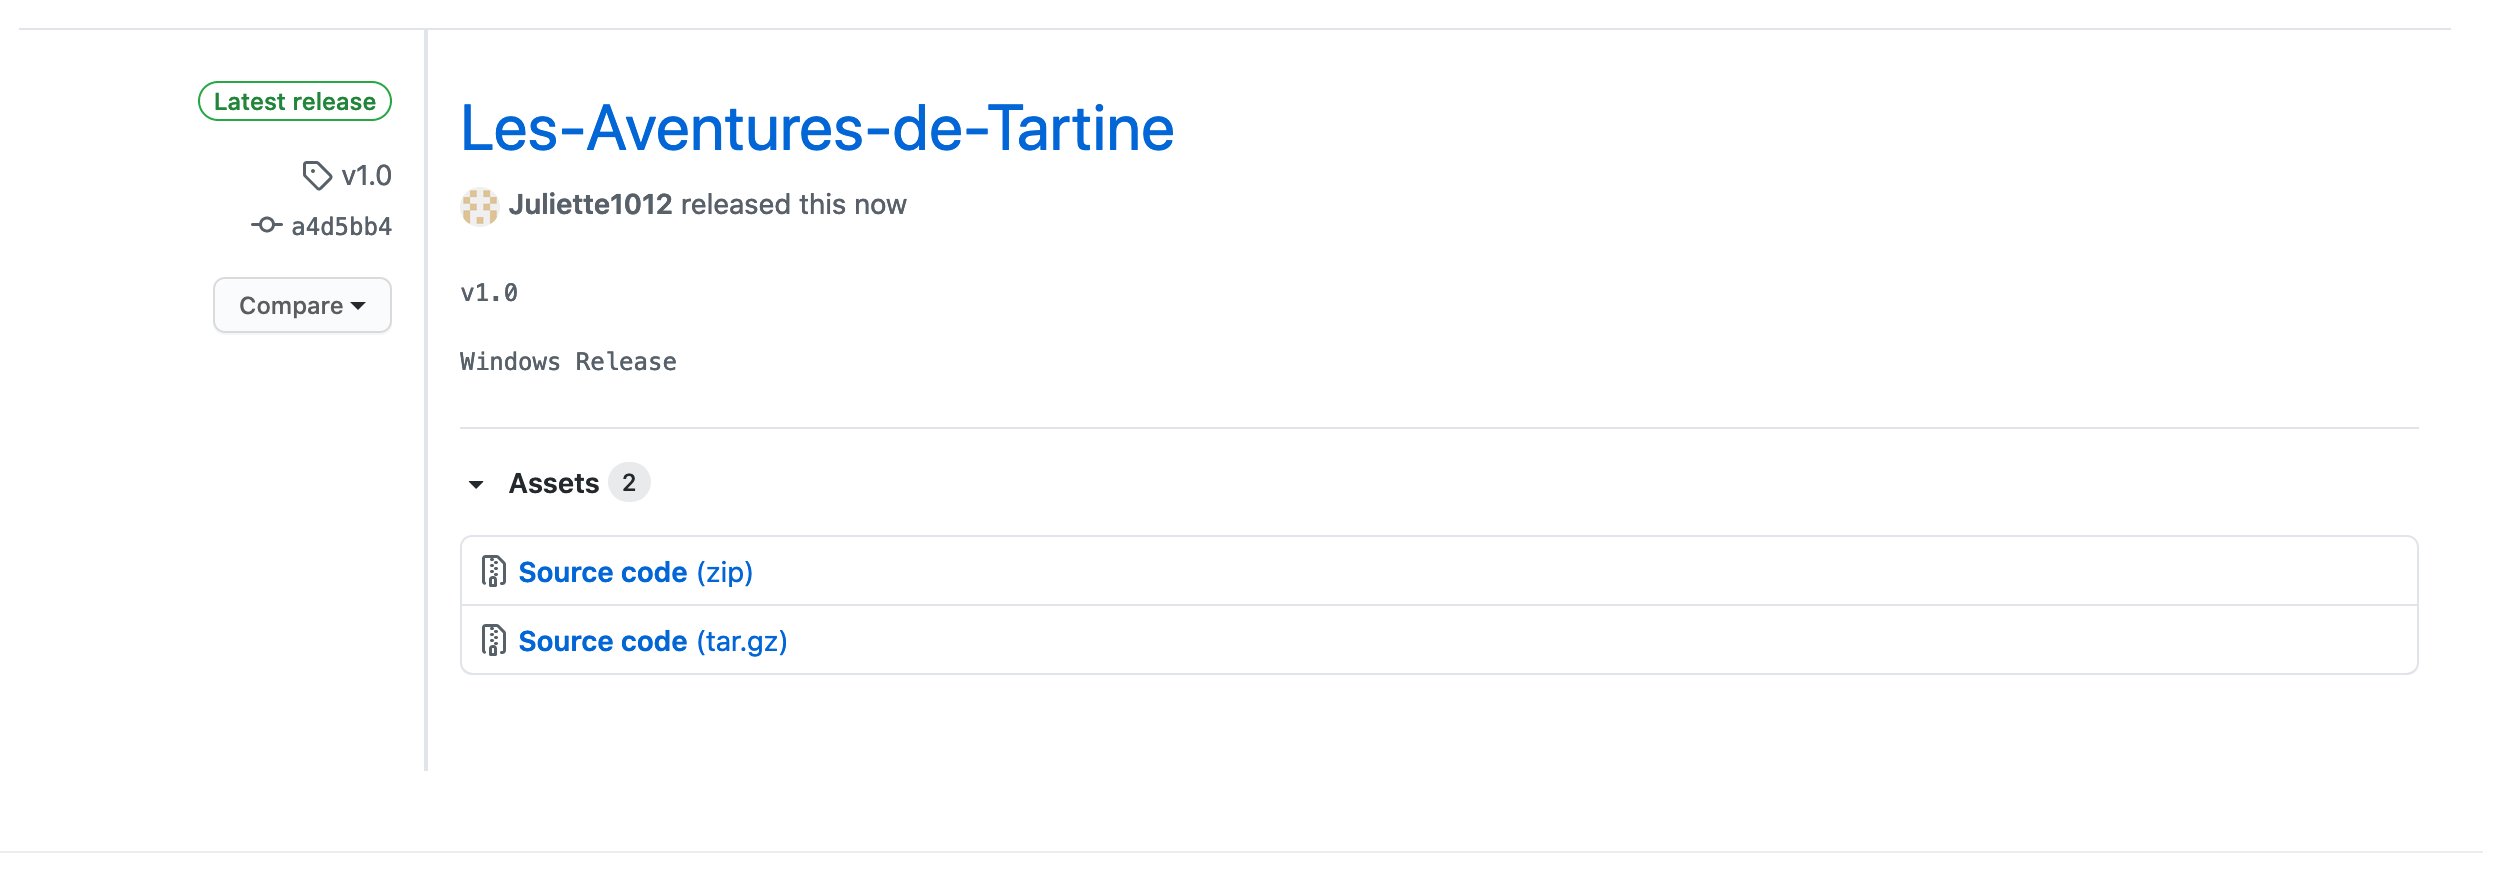 Latest release
v1.0
a4d5bb4
Compare
Les-Aventures-de-Tartine
Juliette1012 released this now
v1.0
Windows Release
Assets 2
Source code (zip)
Source code (tar.gz)